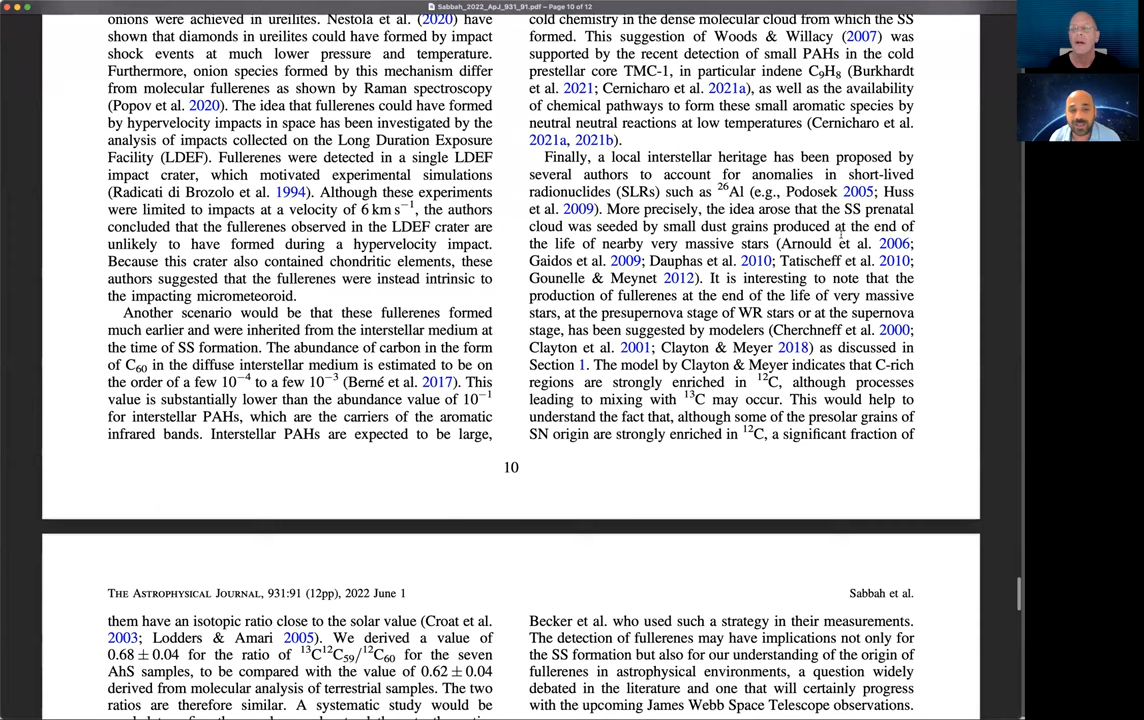 Sabbah_2022_ApJ_931_91.pdf – Page 10 of 12
onions were achieved in ureilites. Nestola et al. (2020) have
shown that diamonds in ureilites could have formed by impact
shock events at much lower pressure and temperature.
Furthermore, onion species formed by this mechanism differ
from molecular fullerenes as shown by Raman spectroscopy
(Popov et al. 2020). The idea that fullerenes could have formed
by hypervelocity impacts in space has been investigated by the
analysis of impacts collected on the Long Duration Exposure
Facility (LDEF). Fullerenes were detected in a single LDEF
impact crater, which motivated experimental simulations
(Radicati di Brozolo et al. 1994). Although these experiments
were limited to impacts at a velocity of 6 km s⁻¹, the authors
concluded that the fullerenes observed in the LDEF crater are
unlikely to have formed during a hypervelocity impact.
Because this crater also contained chondritic elements, these
authors suggested that the fullerenes were instead intrinsic to
the impacting micrometeoroid.
Another scenario would be that these fullerenes formed
much earlier and were inherited from the interstellar medium at
the time of SS formation. The abundance of carbon in the form
of C₆₀ in the diffuse interstellar medium is estimated to be on
the order of a few 10⁻⁴ to a few 10⁻³ (Berné et al. 2017). This
value is substantially lower than the abundance value of 10⁻¹
for interstellar PAHs, which are the carriers of the aromatic
infrared bands. Interstellar PAHs are expected to be large,
cold chemistry in the dense molecular cloud from which the SS
formed. This suggestion of Woods & Willacy (2007) was
supported by the recent detection of small PAHs in the cold
prestellar core TMC-1, in particular indene C₉H₈ (Burkhardt
et al. 2021; Cernicharo et al. 2021a), as well as the availability
of chemical pathways to form these small aromatic species by
neutral neutral reactions at low temperatures (Cernicharo et al.
2021a, 2021b).
Finally, a local interstellar heritage has been proposed by
several authors to account for anomalies in short-lived
radionuclides (SLRs) such as ²⁶Al (e.g., Podosek 2005; Huss
et al. 2009). More precisely, the idea arose that the SS prenatal
cloud was seeded by small dust grains produced at the end of
the life of nearby very massive stars (Arnould et al. 2006;
Gaidos et al. 2009; Dauphas et al. 2010; Tatischeff et al. 2010;
Gounelle & Meynet 2012). It is interesting to note that the
production of fullerenes at the end of the life of very massive
stars, at the presupernova stage of WR stars or at the supernova
stage, has been suggested by modelers (Cherchneff et al. 2000;
Clayton et al. 2001; Clayton & Meyer 2018) as discussed in
Section 1. The model by Clayton & Meyer indicates that C-rich
regions are strongly enriched in ¹²C, although processes
leading to mixing with ¹³C may occur. This would help to
understand the fact that, although some of the presolar grains of
SN origin are strongly enriched in ¹²C, a significant fraction of
10
THE ASTROPHYSICAL JOURNAL, 931:91 (12pp), 2022 June 1
Sabbah et al.
them have an isotopic ratio close to the solar value (Croat et al.
2003; Lodders & Amari 2005). We derived a value of
0.68 ± 0.04 for the ratio of ¹³C¹²C₅₉/¹²C₆₀ for the seven
AhS samples, to be compared with the value of 0.62 ± 0.04
derived from molecular analysis of terrestrial samples. The two
ratios are therefore similar. A systematic study would be
Becker et al. who used such a strategy in their measurements.
The detection of fullerenes may have implications not only for
the SS formation but also for our understanding of the origin of
fullerenes in astrophysical environments, a question widely
debated in the literature and one that will certainly progress
with the upcoming James Webb Space Telescope observations.